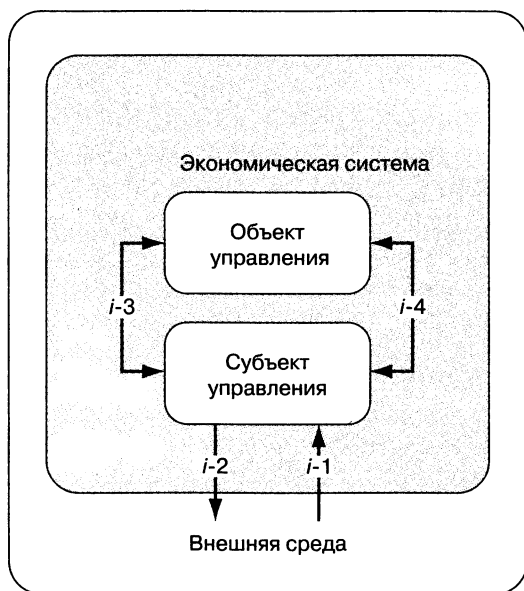 Экономическая система
Объект
управления
i-3
i-4
Субъект
управления
i-2
i-1
Внешняя среда